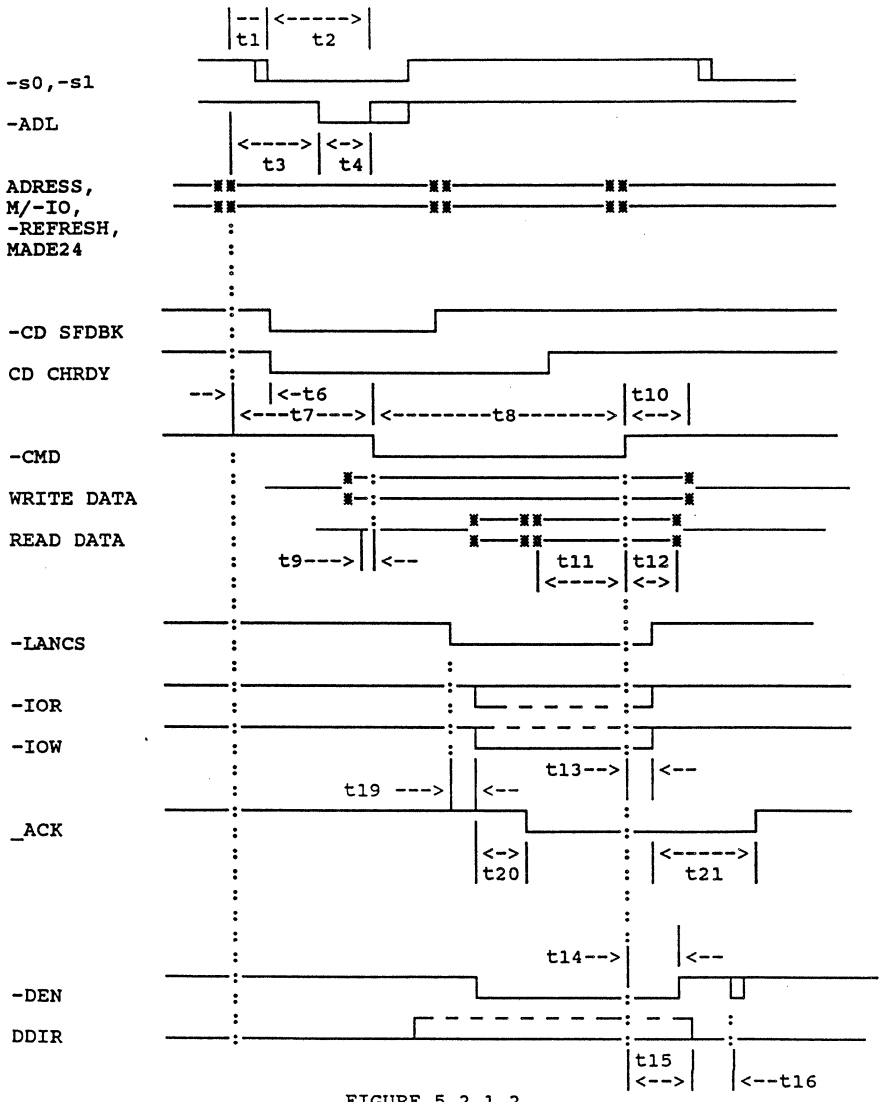 t1 t2
-s0,-s1
-ADL
t3 t4
ADRESS,
M/-IO,
-REFRESH,
MADE24
-CD SFDBK
CD CHRDY
t6 t10
t7 t8
-CMD
WRITE DATA
READ DATA
t9 t11 t12
-LANCS
-IOR
-IOW
t13
t19
_ACK
t20 t21
t14
-DEN
DDIR
t15
t16
FIGURE 5.2.1.2